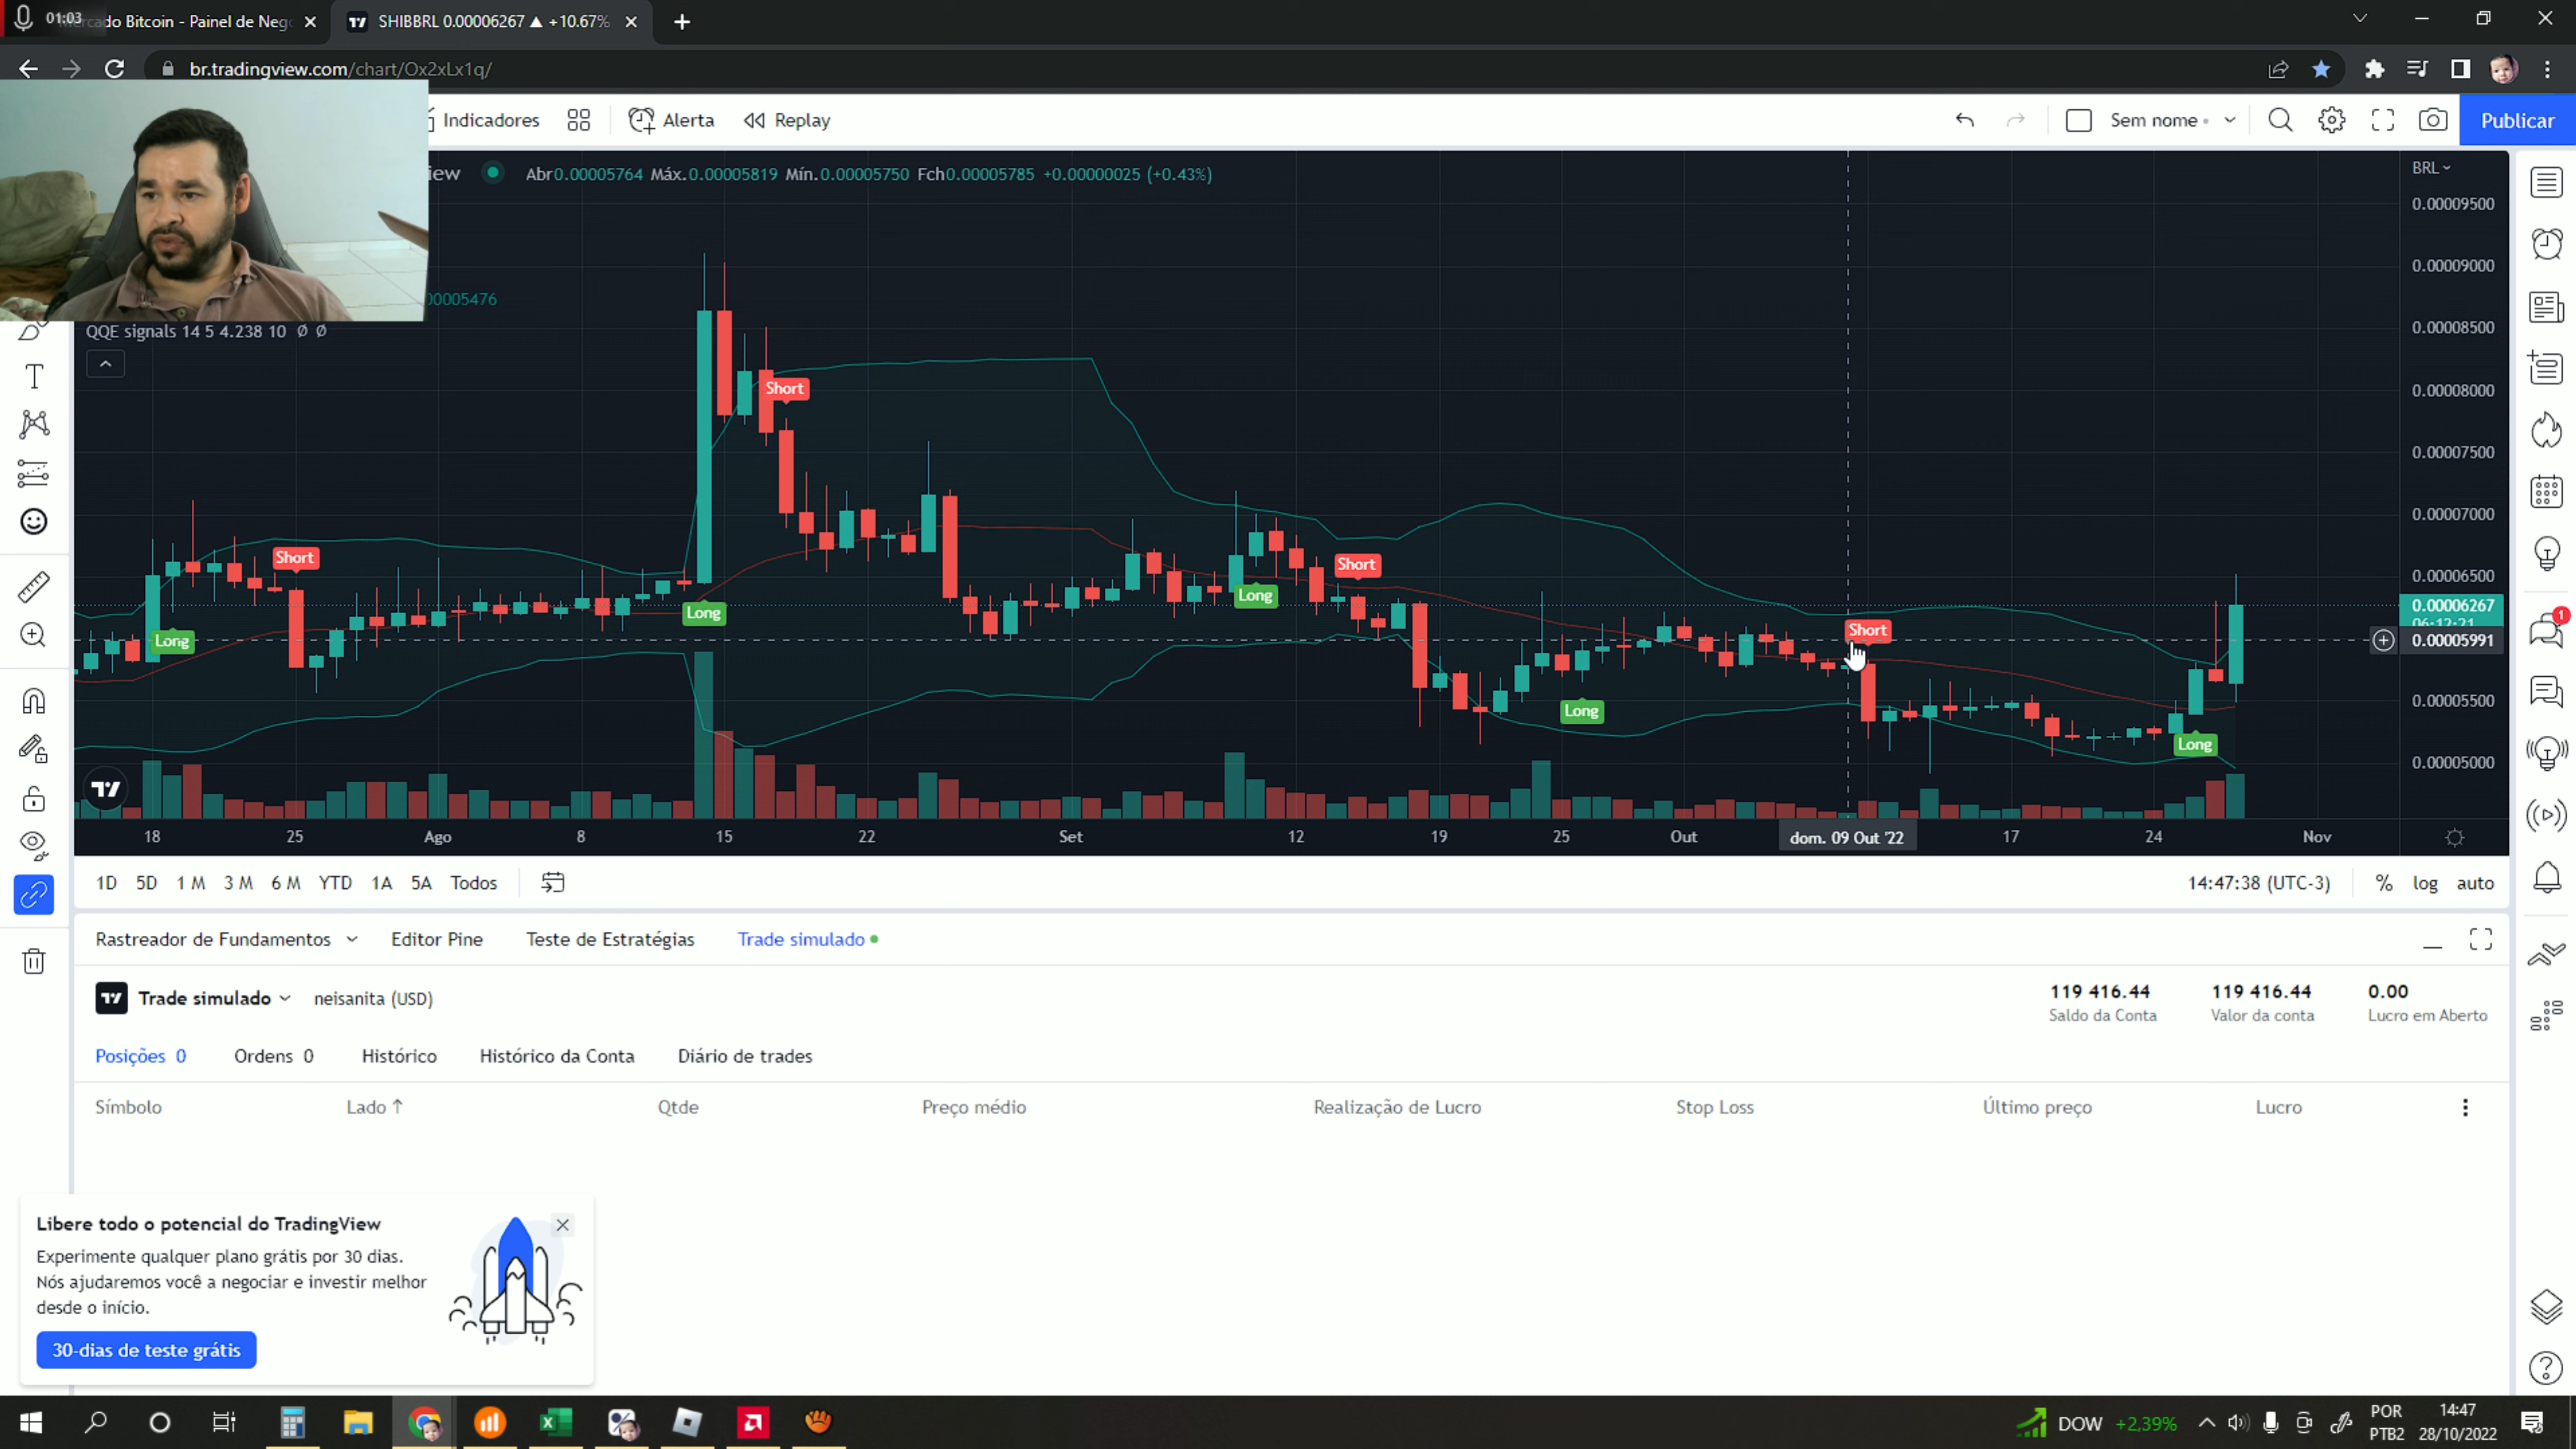 01:03
do Bitcoin - Painel de Neg
SHIBBRL 0.00006267 ▲ +10.67%
br.tradingview.com/chart/Ox2xLx1q/
Indicadores
Alerta
Replay
Sem nome
Publicar
iew
Abr0.00005764 Máx.0.00005819 Mín.0.00005750 Fch0.00005785 +0.00000025 (+0.43%)
00005476
QQE signals 14 5 4.238 10 ∅ ∅
BRL
0.00009500
0.00009000
0.00008500
0.00008000
0.00007500
0.00007000
0.00006500
0.00006267
06:12:21
0.00005991
0.00005500
0.00005000
Long
Short
Long
Short
Long
Short
Long
Short
Long
18 25 Ago 8 15 22 Set 12 19 25 Out dom. 09 Out '22 17 24 Nov
1D 5D 1 M 3 M 6 M YTD 1A 5A Todos
14:47:38 (UTC-3) % log auto
Rastreador de Fundamentos Editor Pine Teste de Estratégias Trade simulado
Trade simulado neisanita (USD)
119 416.44 119 416.44 0.00
Saldo da Conta Valor da conta Lucro em Aberto
Posições 0 Ordens 0 Histórico Histórico da Conta Diário de trades
Símbolo Lado ↑ Qtde Preço médio Realização de Lucro Stop Loss Último preço Lucro
Libere todo o potencial do TradingView
Experimente qualquer plano grátis por 30 dias.
Nós ajudaremos você a negociar e investir melhor
desde o início.
30-dias de teste grátis
1
DOW +2,39%
POR
PTB2
14:47
28/10/2022